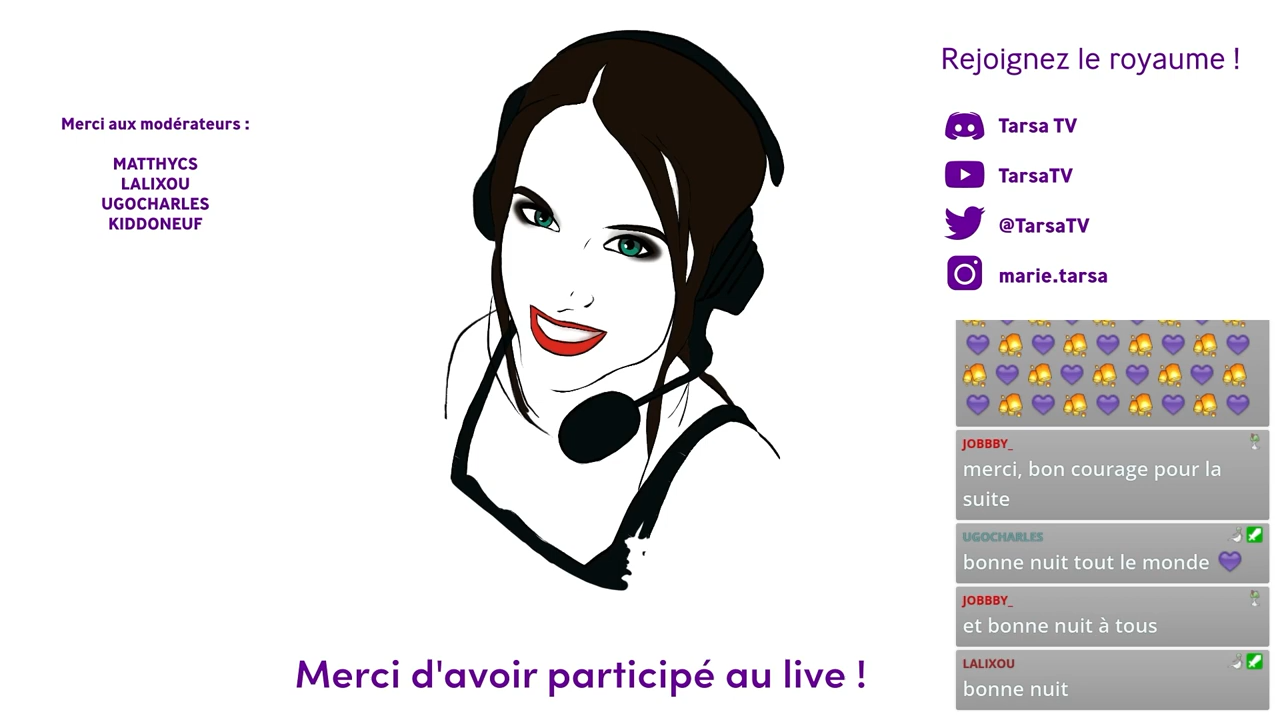 Merci aux modérateurs :
MATTHYCS
LALIXOU
UGOCHARLES
KIDDONEUF
Rejoignez le royaume !
Tarsa TV
TarsaTV
@TarsaTV
marie.tarsa
JOBBBY_
merci, bon courage pour la
suite
UGOCHARLES
bonne nuit tout le monde 💜
JOBBBY_
et bonne nuit à tous
LALIXOU
bonne nuit
Merci d'avoir participé au live !